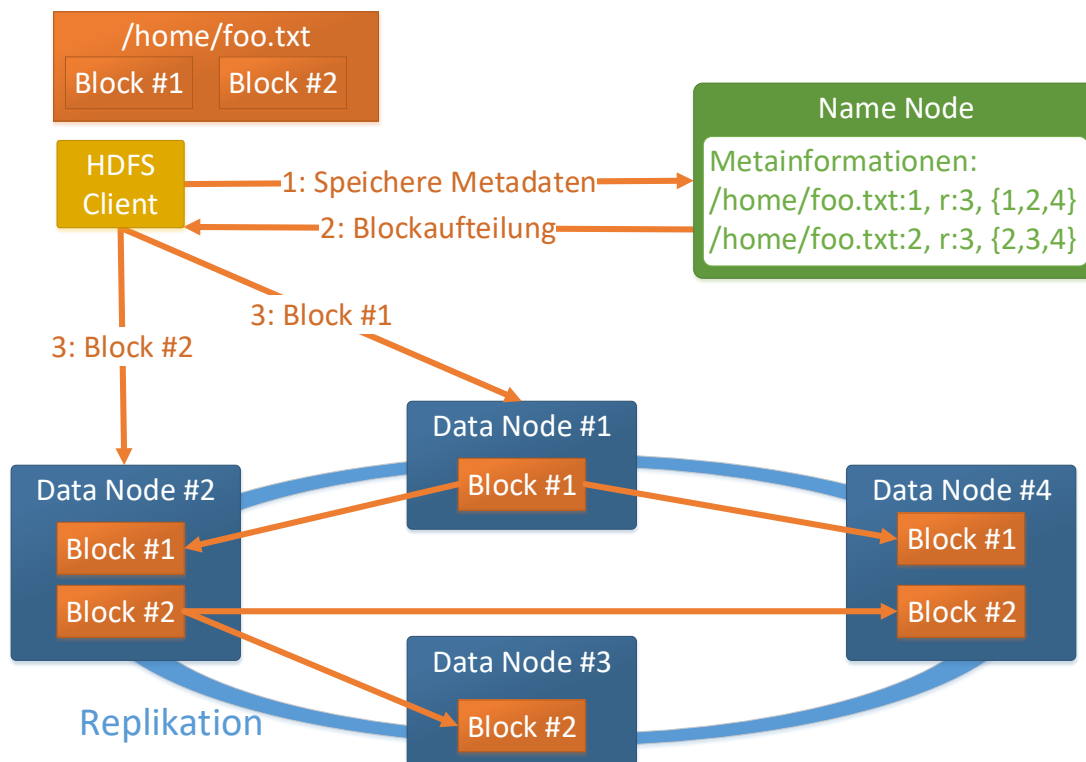 /home/foo.txt
Block #1
Block #2
Name Node
Metainformationen:
/home/foo.txt:1, r:3, {1,2,4}
/home/foo.txt:2, r:3, {2,3,4}
HDFS
Client
1: Speichere Metadaten
2: Blockaufteilung
3: Block #1
3: Block #2
Data Node #1
Block #1
Data Node #2
Block #1
Block #2
Data Node #4
Block #1
Block #2
Data Node #3
Block #2
Replikation